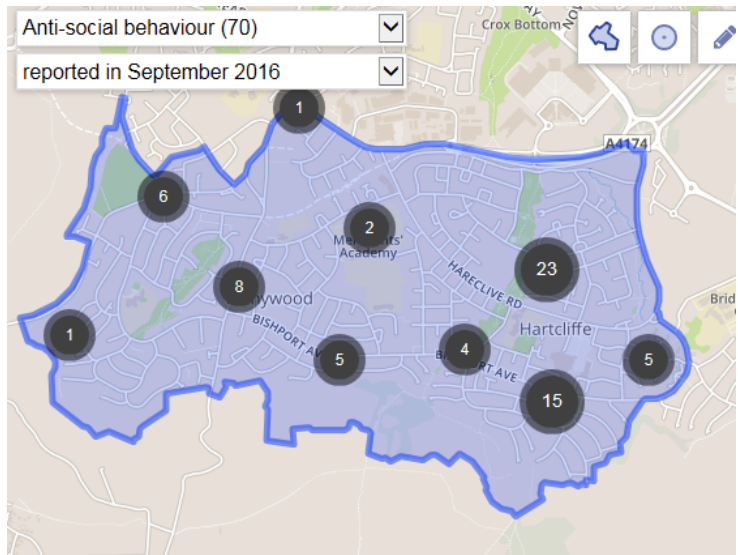 Anti-social behaviour (70)
Crox Bottom
reported in September 2016
1
A4174
6
2
Academy
23
HARECLIVE RD
8
1
Hartcliffe
BISHPORT AV
5
4
AVE
5
15